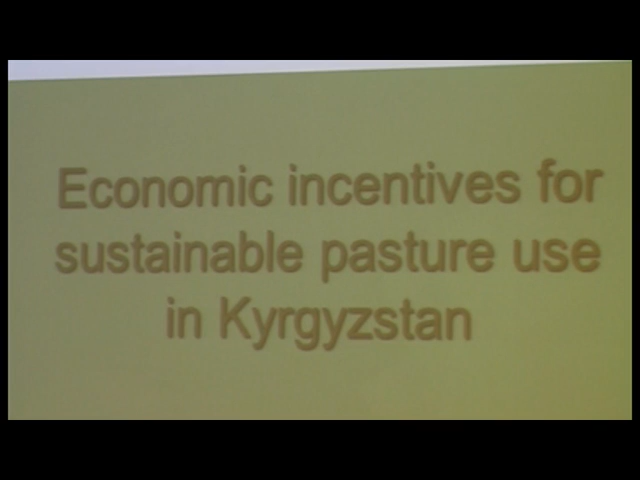 Economic incentives for
sustainable pasture use
in Kyrgyzstan